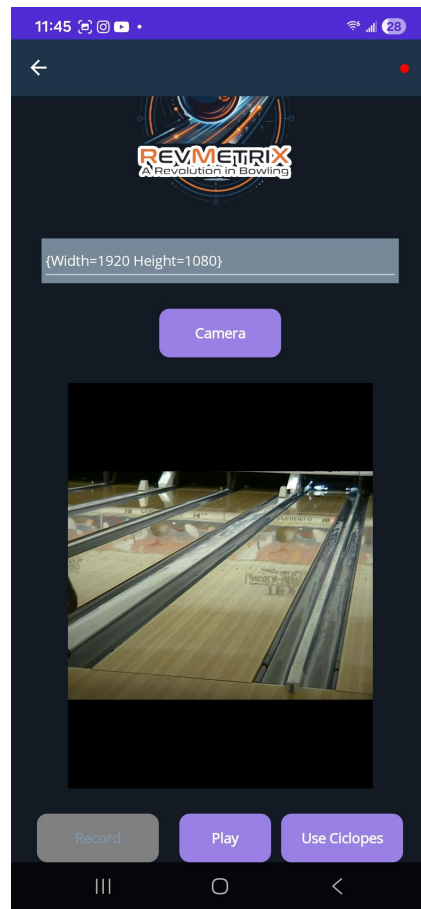 11:45
28
REVMETRIX
A Revolution in Bowling
{Width=1920 Height=1080}
Camera
Record
Play
Use Ciclopes